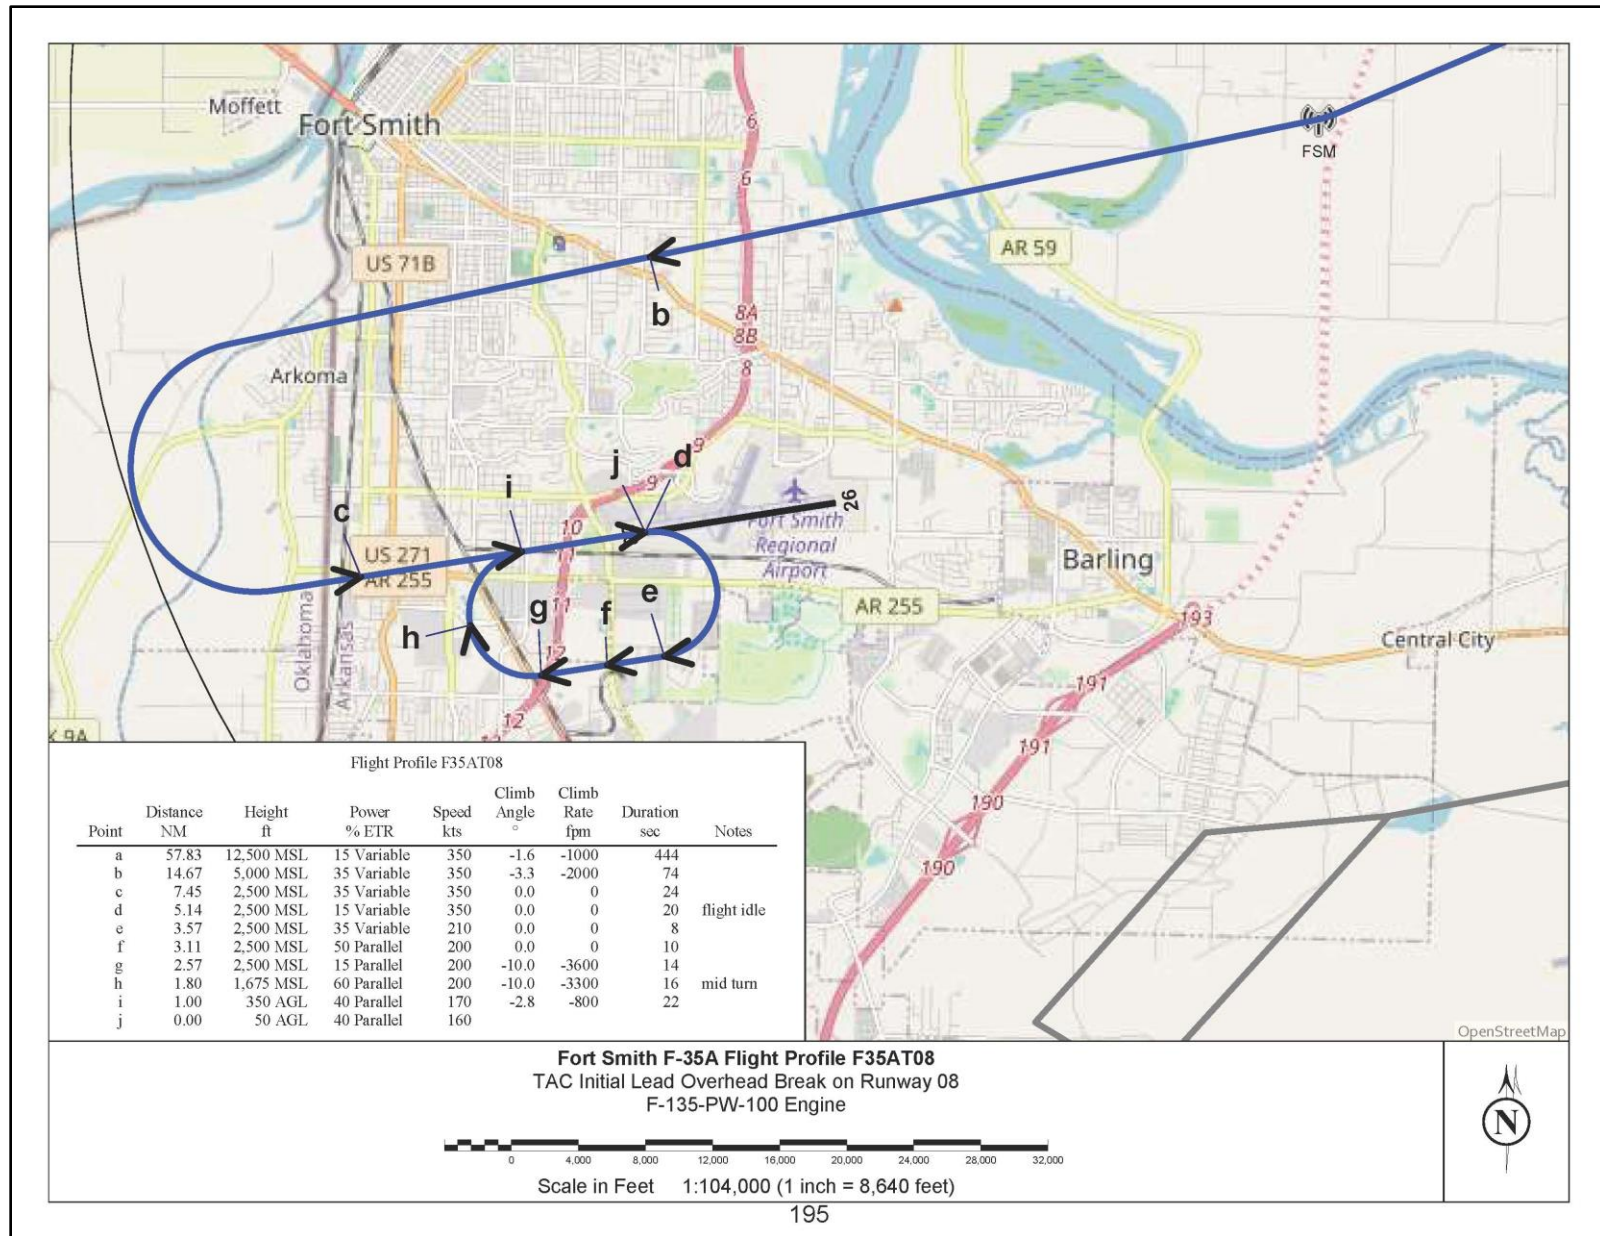 Moffett
Fort Smith
FSM
6
6
AR 59
US 71B
b
8A
8B
8
Arkoma
9
d
j
9
i
26
c
10
Fort Smith
Regional
Airport
US 271
AR 255
11
Barling
e
g
f
11
AR 255
193
h
12
Central City
Oklahoma
Arkansas
191
12
K 9A
191
190
190
Flight Profile F35AT08
Point Distance NM Height ft Power % ETR Speed kts Climb Angle ° Climb Rate fpm Duration sec Notes
a 57.83 12,500 MSL 15 Variable 350 -1.6 -1000 444
b 14.67 5,000 MSL 35 Variable 350 -3.3 -2000 74
c 7.45 2,500 MSL 35 Variable 350 0.0 0 24
d 5.14 2,500 MSL 15 Variable 350 0.0 0 20 flight idle
e 3.57 2,500 MSL 35 Variable 210 0.0 0 8
f 3.11 2,500 MSL 50 Parallel 200 0.0 0 10
g 2.57 2,500 MSL 15 Parallel 200 -10.0 -3600 14
h 1.80 1,675 MSL 60 Parallel 200 -10.0 -3300 16 mid turn
i 1.00 350 AGL 40 Parallel 170 -2.8 -800 22
j 0.00 50 AGL 40 Parallel 160
OpenStreetMap
Fort Smith F-35A Flight Profile F35AT08
TAC Initial Lead Overhead Break on Runway 08
F-135-PW-100 Engine
0 4,000 8,000 12,000 16,000 20,000 24,000 28,000 32,000
Scale in Feet 1:104,000 (1 inch = 8,640 feet)
N
195